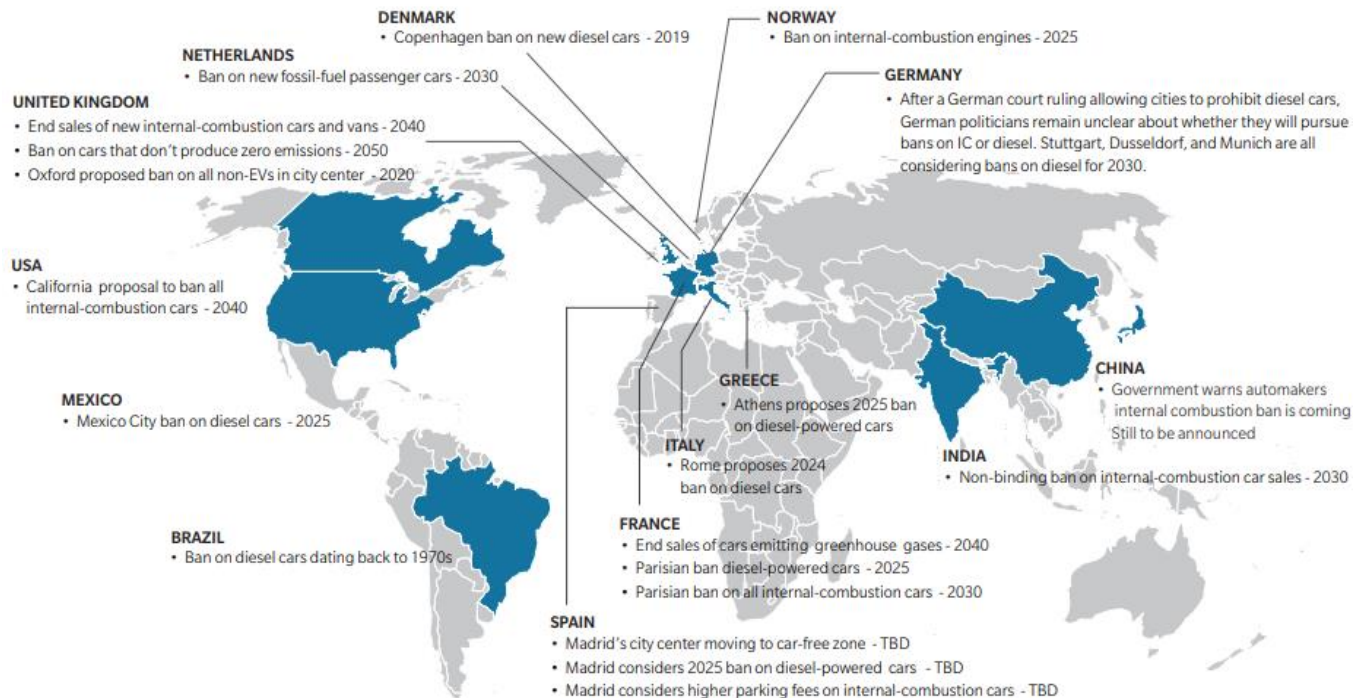 DENMARK
• Copenhagen ban on new diesel cars - 2019
NORWAY
• Ban on internal-combustion engines - 2025
NETHERLANDS
• Ban on new fossil-fuel passenger cars - 2030
GERMANY
• After a German court ruling allowing cities to prohibit diesel cars,
German politicians remain unclear about whether they will pursue
bans on IC or diesel. Stuttgart, Dusseldorf, and Munich are all
considering bans on diesel for 2030.
UNITED KINGDOM
• End sales of new internal-combustion cars and vans - 2040
• Ban on cars that don't produce zero emissions - 2050
• Oxford proposed ban on all non-EVs in city center - 2020
USA
• California proposal to ban all
internal-combustion cars - 2040
MEXICO
• Mexico City ban on diesel cars - 2025
BRAZIL
• Ban on diesel cars dating back to 1970s
GREECE
• Athens proposes 2025 ban
on diesel-powered cars
ITALY
• Rome proposes 2024
ban on diesel cars
CHINA
• Government warns automakers
internal combustion ban is coming
Still to be announced
INDIA
• Non-binding ban on internal-combustion car sales - 2030
FRANCE
• End sales of cars emitting greenhouse gases - 2040
• Parisian ban diesel-powered cars - 2025
• Parisian ban on all internal-combustion cars - 2030
SPAIN
• Madrid's city center moving to car-free zone - TBD
• Madrid considers 2025 ban on diesel-powered cars - TBD
• Madrid considers higher parking fees on internal-combustion cars - TBD